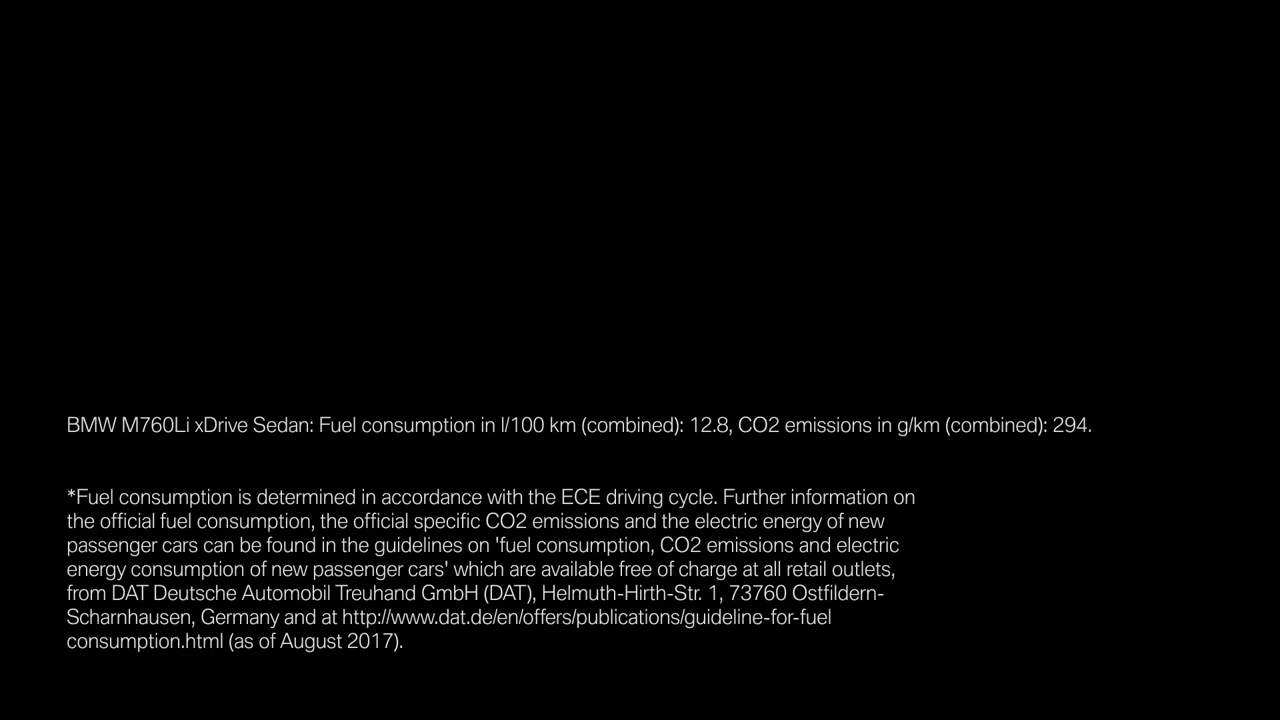 BMW M760Li xDrive Sedan: Fuel consumption in l/100 km (combined): 12.8, CO2 emissions in g/km (combined): 294.
*Fuel consumption is determined in accordance with the ECE driving cycle. Further information on
the official fuel consumption, the official specific CO2 emissions and the electric energy of new
passenger cars can be found in the guidelines on 'fuel consumption, CO2 emissions and electric
energy consumption of new passenger cars' which are available free of charge at all retail outlets,
from DAT Deutsche Automobil Treuhand GmbH (DAT), Helmuth-Hirth-Str. 1, 73760 Ostfildern-
Scharnhausen, Germany and at http://www.dat.de/en/offers/publications/guideline-for-fuel
consumption.html (as of August 2017).